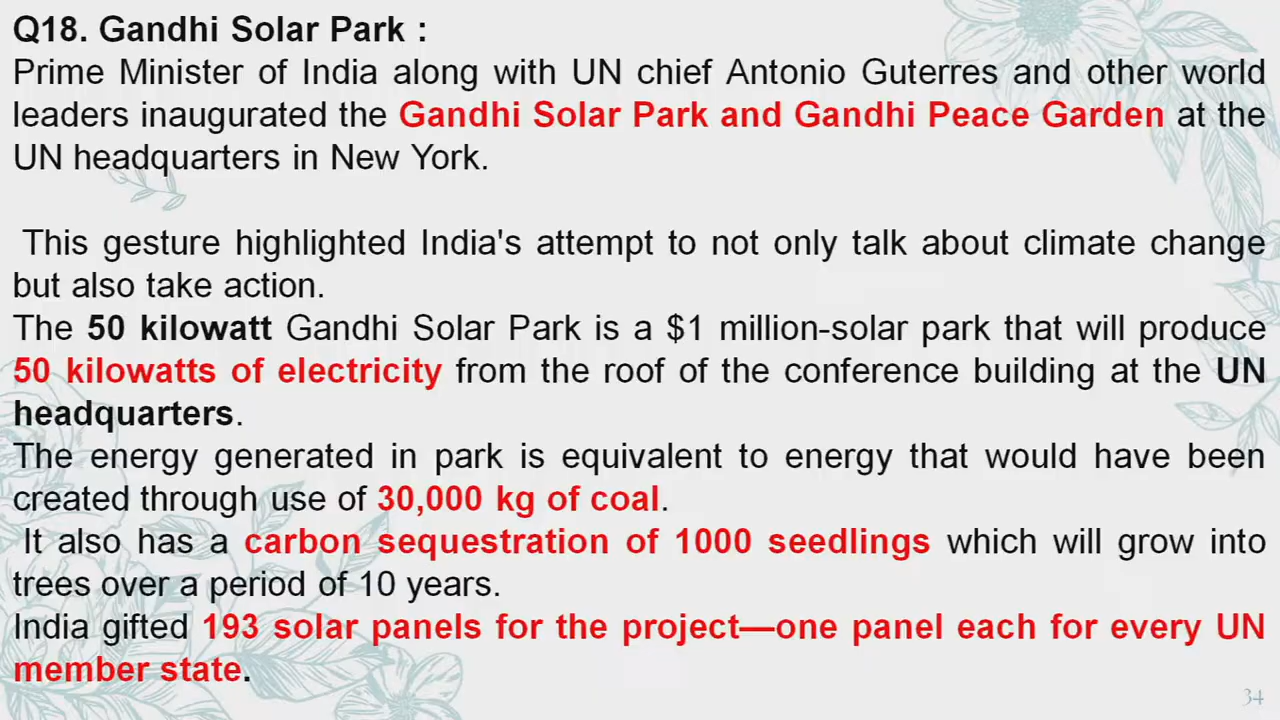 Q18. Gandhi Solar Park :
Prime Minister of India along with UN chief Antonio Guterres and other world
leaders inaugurated the Gandhi Solar Park and Gandhi Peace Garden at the
UN headquarters in New York.
This gesture highlighted India's attempt to not only talk about climate change
but also take action.
The 50 kilowatt Gandhi Solar Park is a $1 million-solar park that will produce
50 kilowatts of electricity from the roof of the conference building at the UN
headquarters.
The energy generated in park is equivalent to energy that would have been
created through use of 30,000 kg of coal.
It also has a carbon sequestration of 1000 seedlings which will grow into
trees over a period of 10 years.
India gifted 193 solar panels for the project—one panel each for every UN
member state.
34